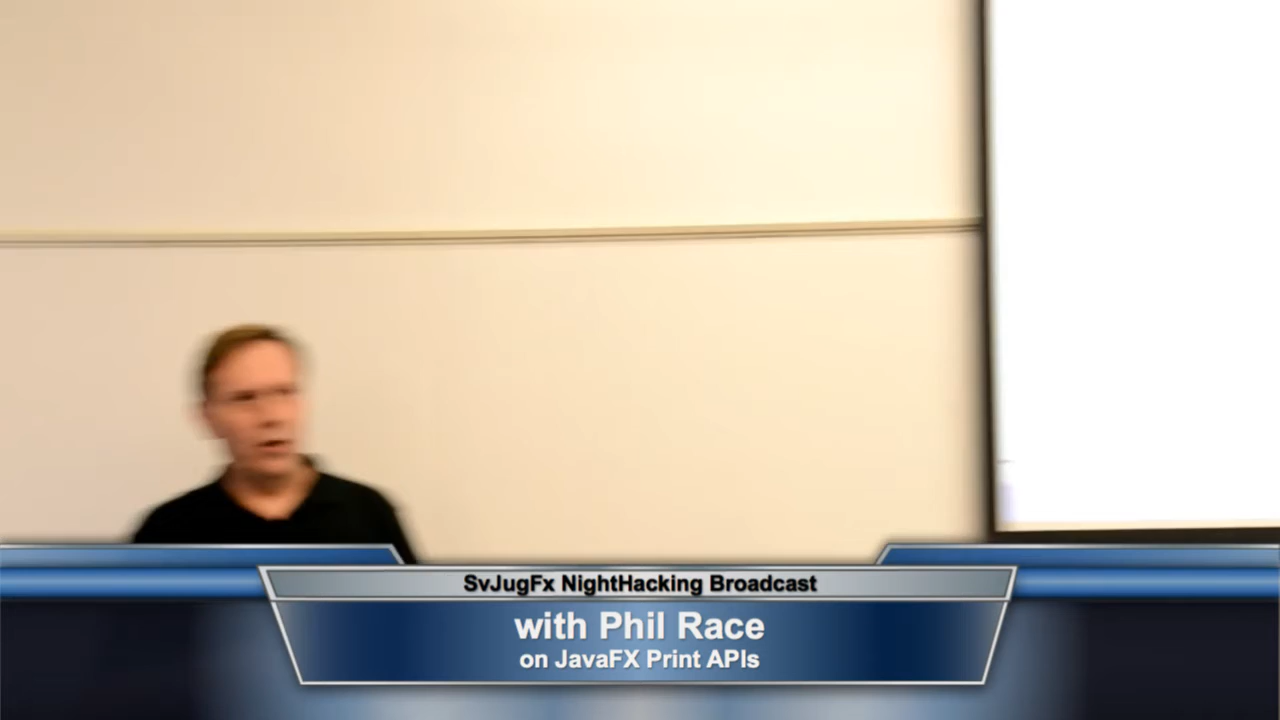 SvJugFx NightHacking Broadcast
with Phil Race
on JavaFX Print APIs